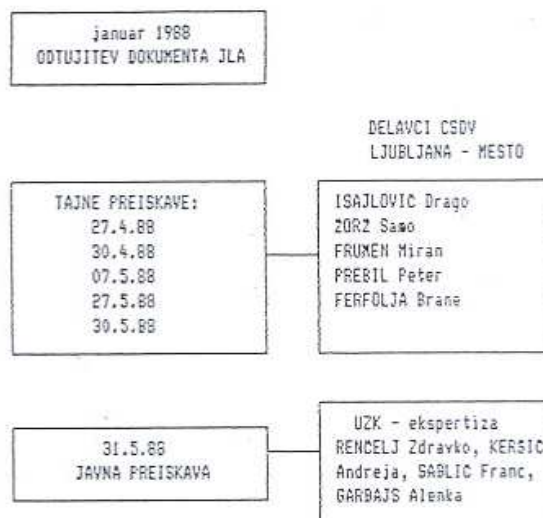 januar 1988
ODTUJITEV DOKUMENTA JLA
DELAVCI CSDV
LJUBLJANA - MESTO
TAJNE PREISKAVE:
27.4.88
30.4.88
07.5.88
27.5.88
30.5.88
ISAJLOVIC Drago
ZORZ Samo
FRUMEN Miran
PREBIL Peter
FERFOLJA Brane
31.5.88
JAVNA PREISKAVA
UZK - ekspertiza
RENCELJ Zdravko, KERSIC
Andreja, SABLIC Franc,
GARBAJS Alenka